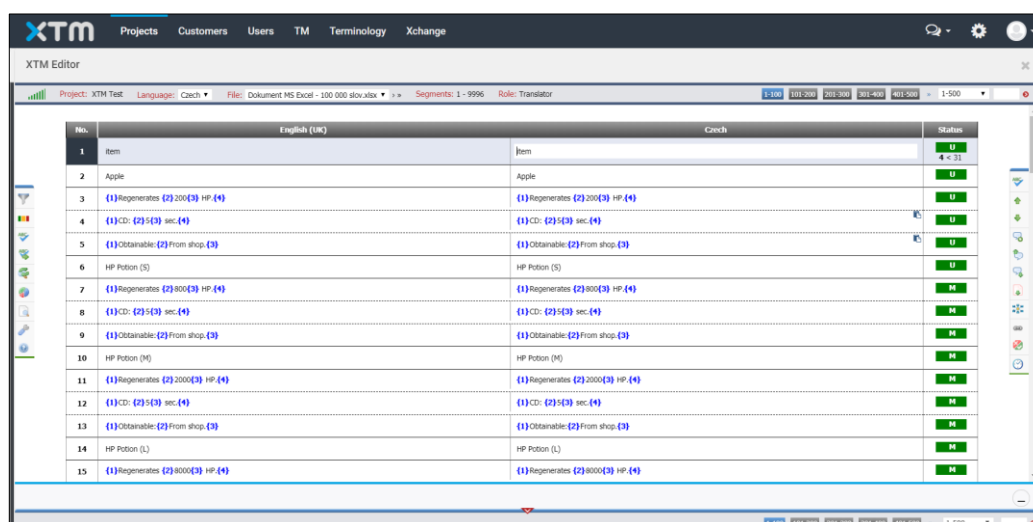 XTM Projects Customers Users TM Terminology Xchange
XTM Editor
Project: XTM Test Language: Czech File: Dokument MS Excel - 100 000 slov.xlsx » » Segments: 1 - 9996 Role: Translator 1-100 101-200 201-300 301-400 401-500 » 1-500
No. English (UK) Czech Status
1 item item U
4 < 31
2 Apple Apple U
3 {1}Regenerates {2}200{3} HP.{4} {1}Regenerates {2}200{3} HP.{4} U
4 {1}CD: {2}5{3} sec.{4} {1}CD: {2}5{3} sec.{4} U
5 {1}Obtainable:{2}From shop.{3} {1}Obtainable:{2}From shop.{3} U
6 HP Potion (S) HP Potion (S) U
7 {1}Regenerates {2}800{3} HP.{4} {1}Regenerates {2}800{3} HP.{4} M
8 {1}CD: {2}5{3} sec.{4} {1}CD: {2}5{3} sec.{4} M
9 {1}Obtainable:{2}From shop.{3} {1}Obtainable:{2}From shop.{3} M
10 HP Potion (M) HP Potion (M) M
11 {1}Regenerates {2}2000{3} HP.{4} {1}Regenerates {2}2000{3} HP.{4} M
12 {1}CD: {2}5{3} sec.{4} {1}CD: {2}5{3} sec.{4} M
13 {1}Obtainable:{2}From shop.{3} {1}Obtainable:{2}From shop.{3} M
14 HP Potion (L) HP Potion (L) M
15 {1}Regenerates {2}8000{3} HP.{4} {1}Regenerates {2}8000{3} HP.{4} M